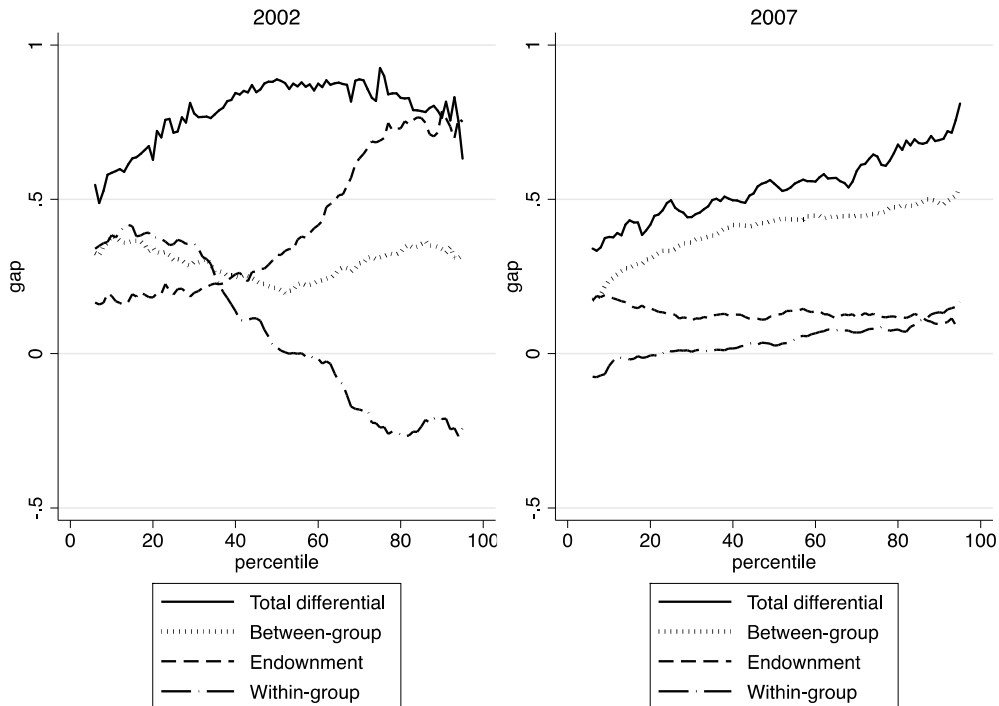 2002
gap
1
.5
0
-.5
0 20 40 60 80 100
percentile
Total differential
Between-group
Endownment
Within-group
2007
gap
1
.5
0
-.5
0 20 40 60 80 100
percentile
Total differential
Between-group
Endownment
Within-group